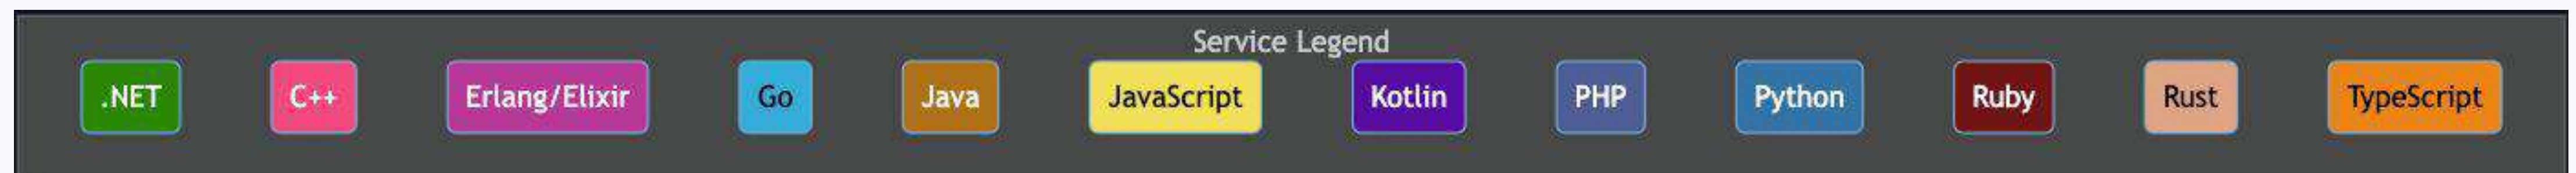 Service Legend
.NET C++ Erlang/Elixir Go Java JavaScript Kotlin PHP Python Ruby Rust TypeScript